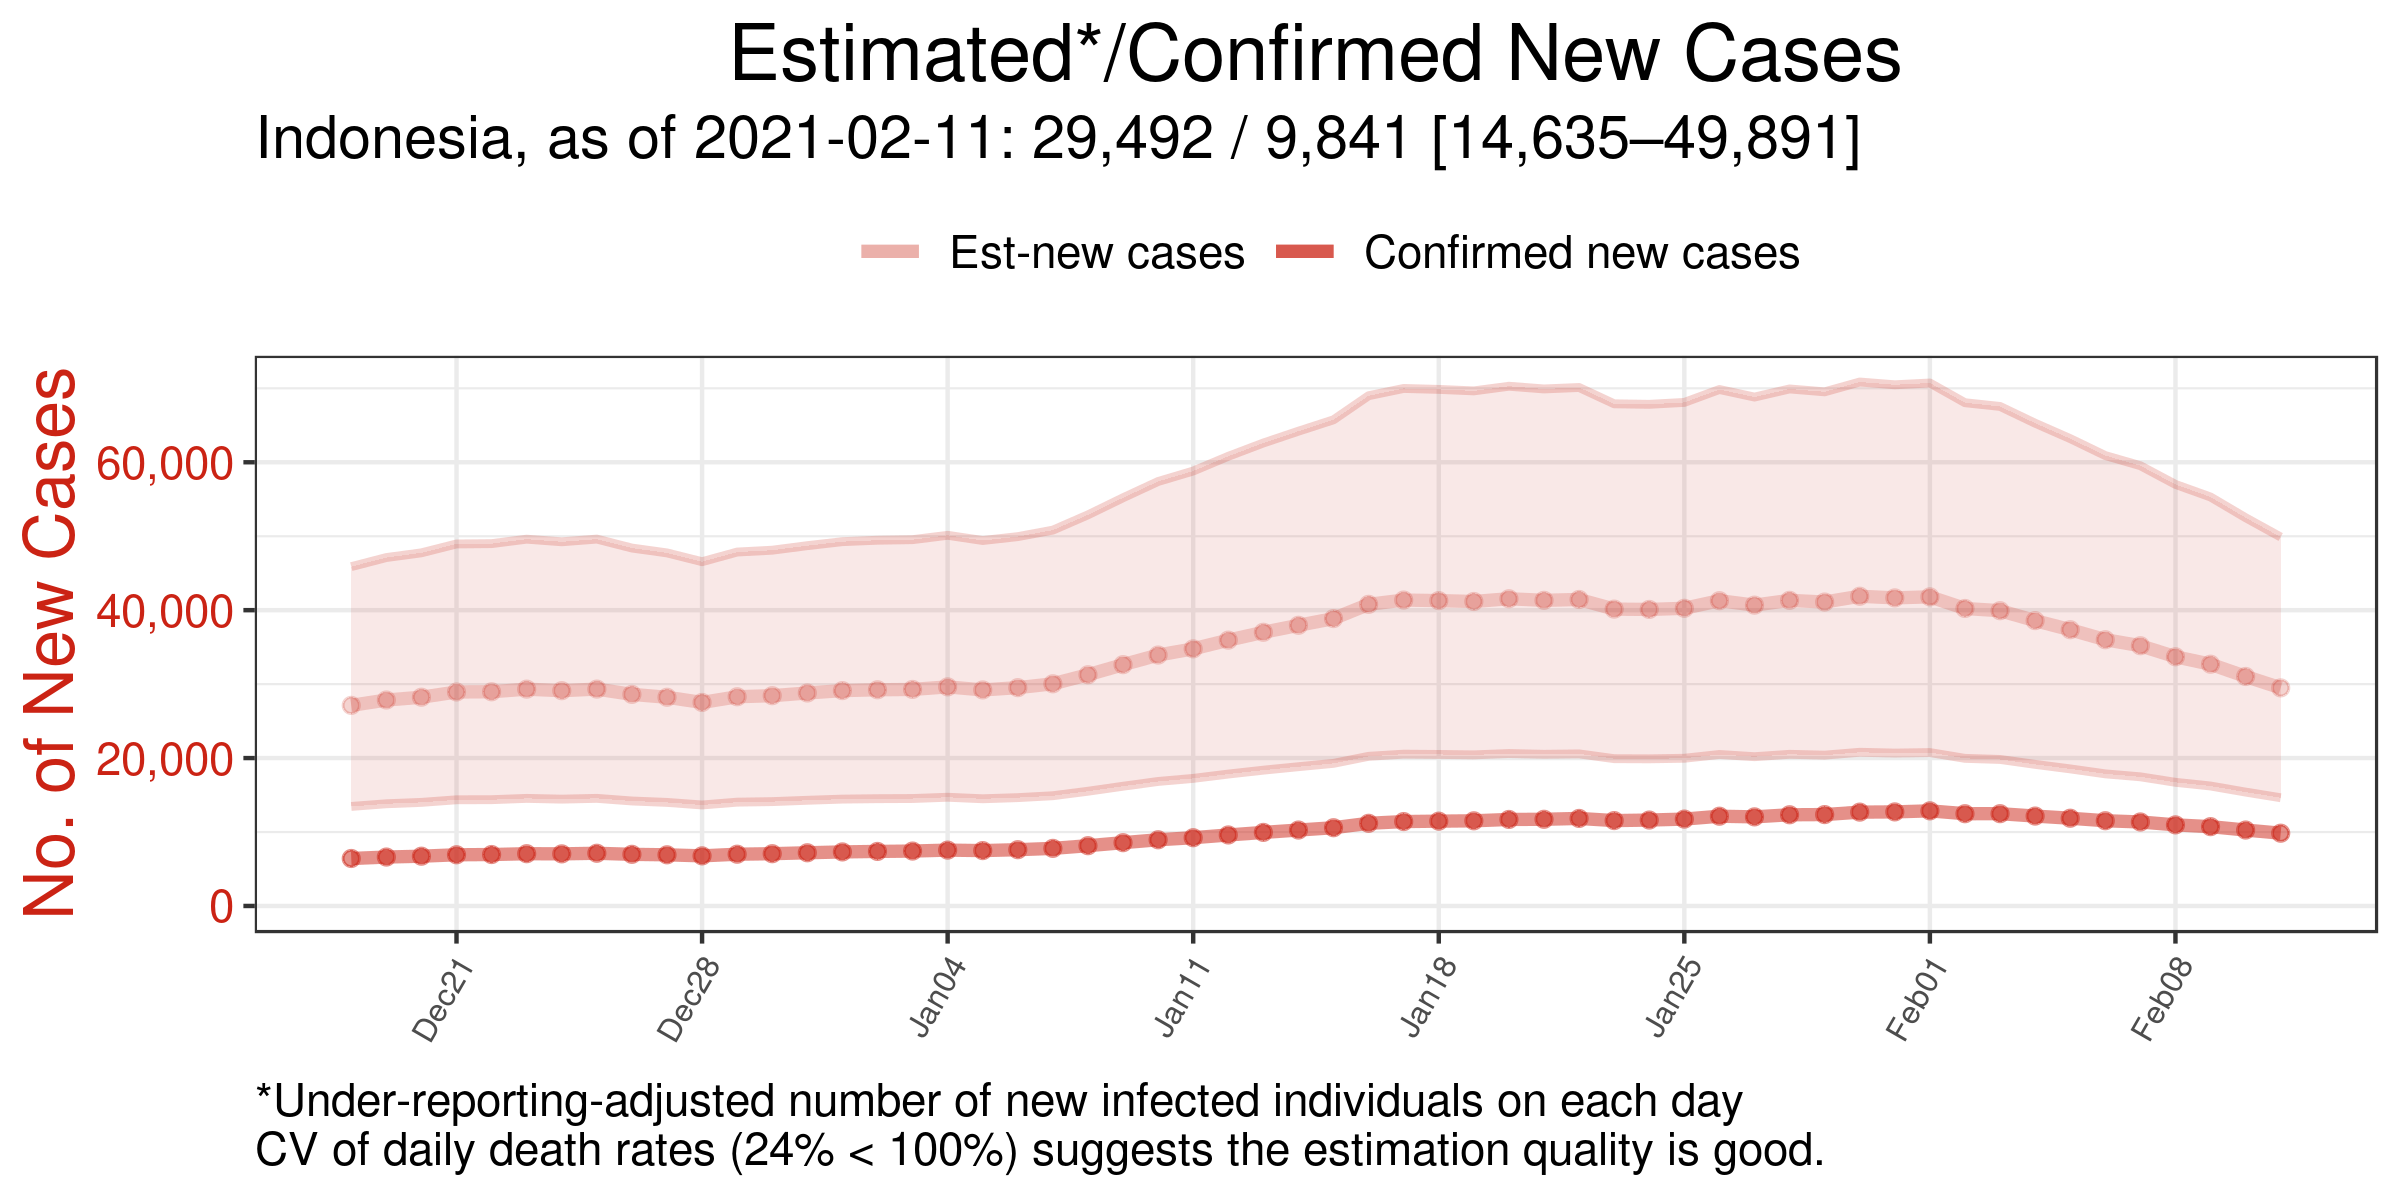 Estimated*/Confirmed New Cases
Indonesia, as of 2021-02-11: 29,492 / 9,841 [14,635–49,891]
Est-new cases
Confirmed new cases
No. of New Cases
60,000
40,000
20,000
0
Dec21
Dec28
Jan04
Jan11
Jan18
Jan25
Feb01
Feb08
*Under-reporting-adjusted number of new infected individuals on each day
CV of daily death rates (24% < 100%) suggests the estimation quality is good.